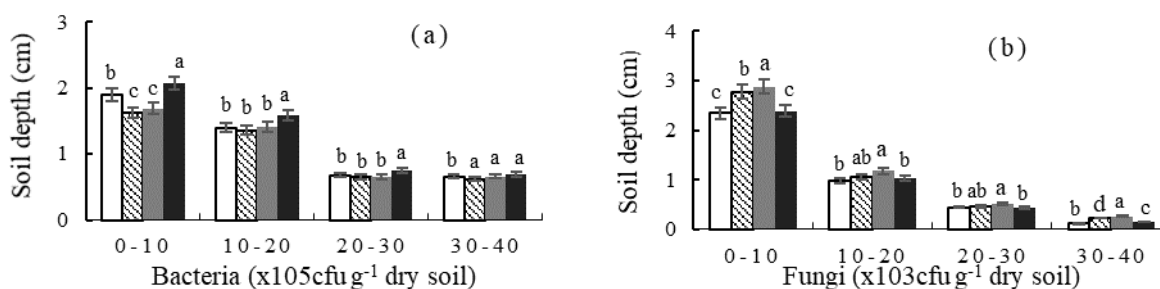 (a)
Soil depth (cm)
3
2
1
0
b c c a
b b b a
b b b a
b a a a
0-10 10-20 20-30 30-40
Bacteria (x105cfu g-1 dry soil)
(b)
Soil depth (cm)
4
3
2
1
0
c b a c
b ab a b
b ab a b
b d a c
0-10 10-20 20-30 30-40
Fungi (x103cfu g-1 dry soil)